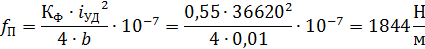 f_П = (К_ф · i_УД²)/(4 · b) · 10⁻⁷ = (0,55 · 36620²)/(4 · 0,01) · 10⁻⁷ = 1844 Н/м